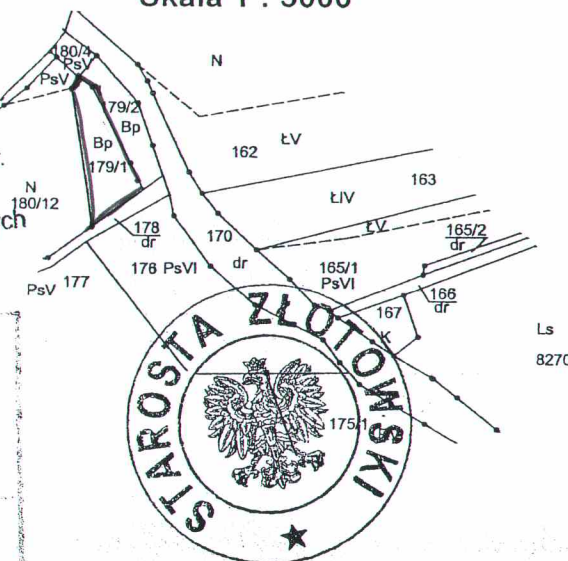 Skala 1 : 5000
180/4
PsV
PsV
N
179/2
Bp
Bp
179/1
ŁV
162
N
180/12
ch
ŁIV
163
178
dr
170
ŁV
165/2
dr
176 PsVI
dr
165/1
PsVI
PsV
177
166
dr
167
K
Ls
8270
175/1
STAROSTA ZŁOTOWSKI